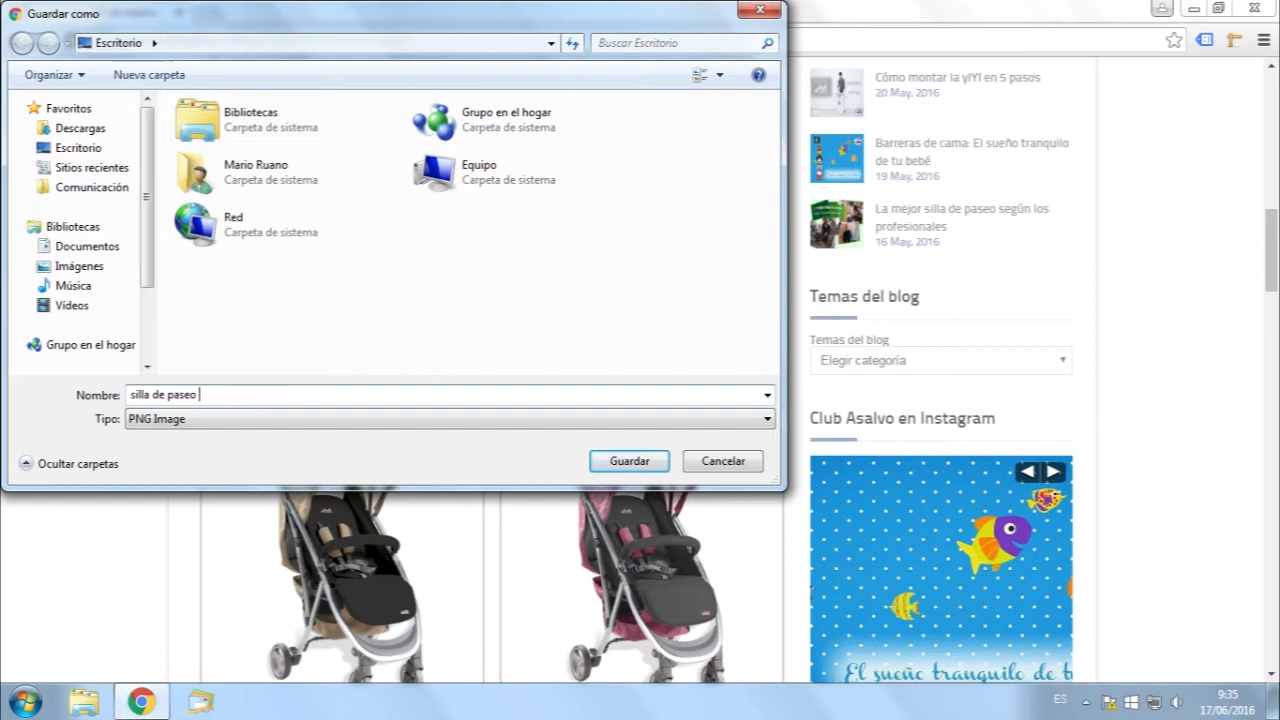 Guardar como
Escritorio
Buscar Escritorio
Organizar
Nueva carpeta
Favoritos
Descargas
Escritorio
Sitios recientes
Comunicación
Bibliotecas
Documentos
Imágenes
Música
Vídeos
Grupo en el hogar
Bibliotecas
Carpeta de sistema
Grupo en el hogar
Carpeta de sistema
Mario Ruano
Carpeta de sistema
Equipo
Carpeta de sistema
Red
Carpeta de sistema
Nombre: silla de paseo
Tipo: PNG Image
Ocultar carpetas
Guardar
Cancelar
Cómo montar la yIYI en 5 pasos
20 May, 2016
Barreras de cama: El sueño tranquilo
de tu bebé
19 May, 2016
La mejor silla de paseo según los
profesionales
16 May, 2016
Temas del blog
Temas del blog
Elegir categoría
Club Asalvo en Instagram
El sueño tranquilo de t
ES
9:35
17/06/2016